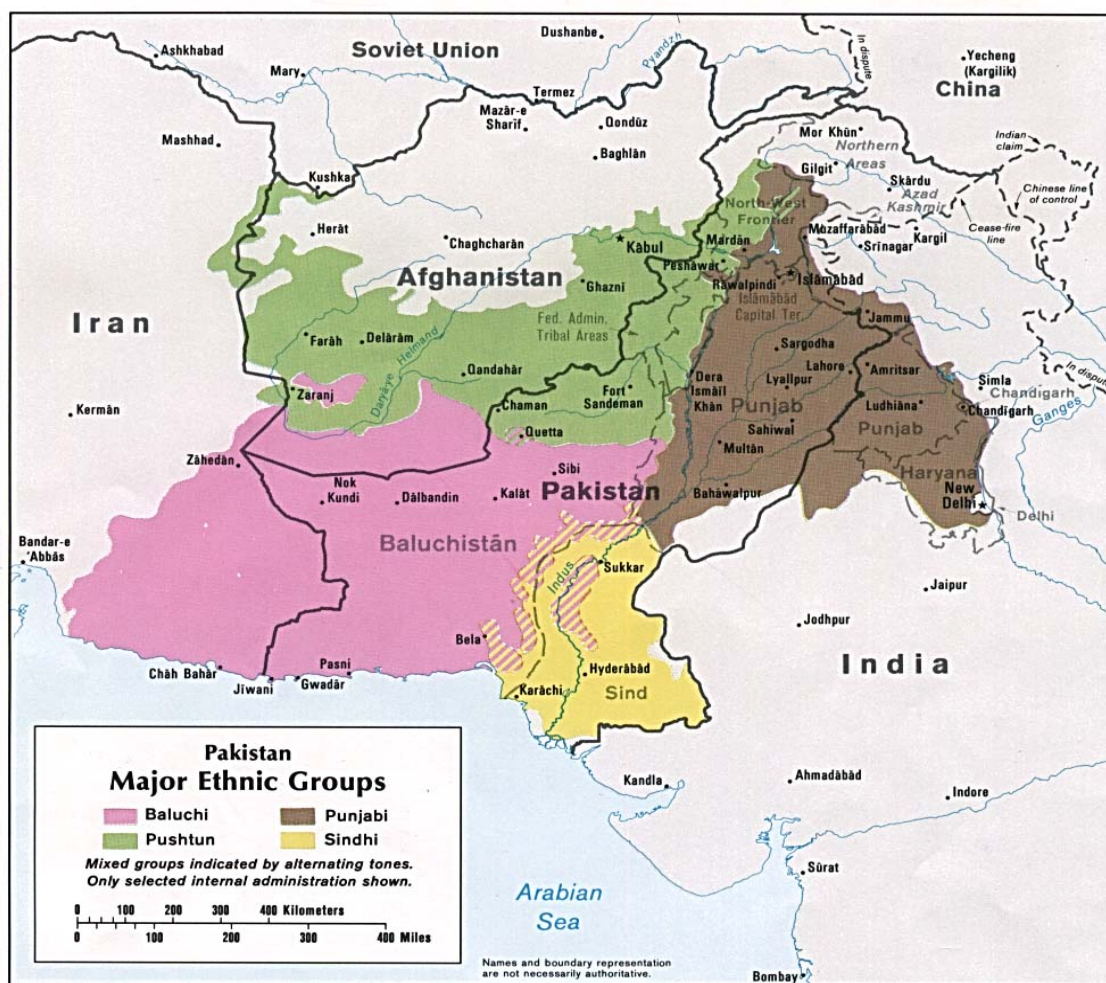 Ashkhabad
Soviet Union
Dushanbe
Pyandzh
In dispute
Yecheng
(Kargilik)
China
Mary
Termez
Mazār-e
Sharīf
Qondūz
Mashhad
Baghlān
Mor Khūn
Northern
Areas
Indian
claim
Kushka
Gilgit
Skārdu
Azad
Kashmir
Chinese line
of control
North-West
Frontier
Herāt
Chaghcharān
Kābul
Mardān
Muzaffarābād
Kargil
Cease-fire
line
Srīnagar
Peshāwar
Afghanistan
Ghazni
Rāwalpindi
Islāmābād
Islāmābād
Capital Ter.
Iran
Fed. Admin.
Tribal Areas
Jammu
Farāh
Delārām
Daryā-ye Helmand
Sargodha
Lahore
Amritsar
In dispute
Qandahār
Zaranj
Fort
Sandeman
Dera
Ismāīl
Khān
Lyallpur
Simla
Chandīgarh
Kermān
Chaman
Punjab
Ludhiāna
Chandīgarh
Ganges
Sahiwal
Punjab
Quetta
Multān
Zāhedān
Sibi
Haryana
Nok
Kundi
Dālbandin
Kalāt
Pakistan
Bahāwalpur
New
Delhi
Delhi
Bandar-e
'Abbās
Baluchistān
Indus
Sukkar
Jaipur
Jodhpur
Bela
India
Chāh Bahār
Pasni
Jīwani
Gwadār
Hyderābād
Karāchi
Sind
Pakistan
Major Ethnic Groups
Baluchi
Punjabi
Pushtun
Sindhi
Mixed groups indicated by alternating tones.
Only selected internal administration shown.
0 100 200 300 400 Kilometers
0 100 200 300 400 Miles
Kandla
Ahmadābād
Indore
Arabian
Sea
Sūrat
Names and boundary representation
are not necessarily authoritative.
Bombay